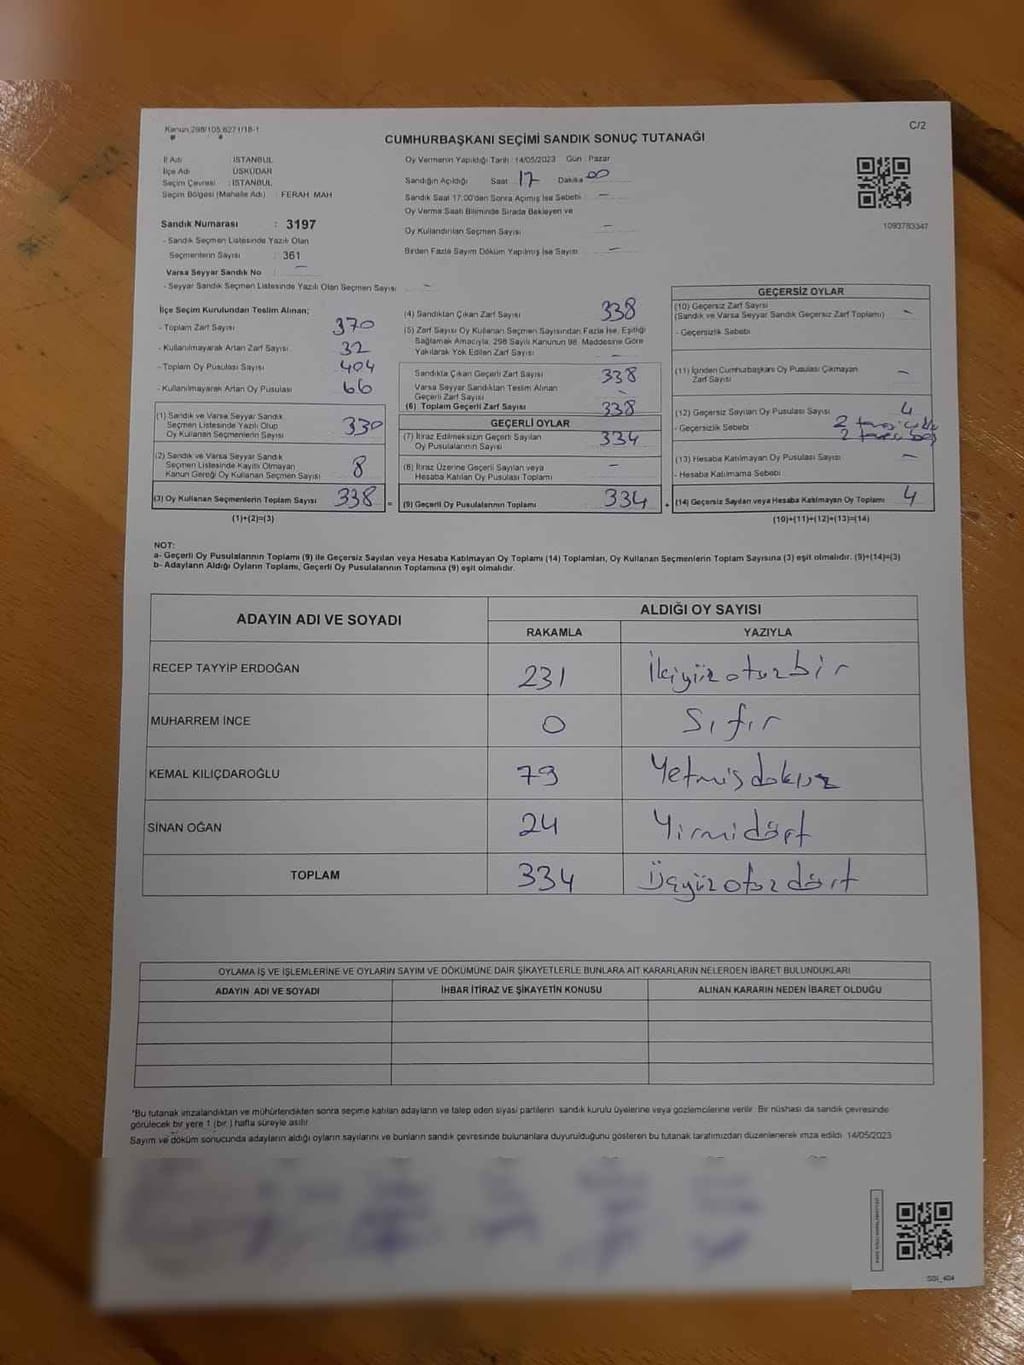 Kanun,298/105,6271/18-1
C/2
CUMHURBAŞKANI SEÇİMİ SANDIK SONUÇ TUTANAĞI
İl Adı : İSTANBUL
İlçe Adı : ÜSKÜDAR
Seçim Çevresi : İSTANBUL
Seçim Bölgesi (Mahalle Adı) : FERAH MAH
Oy Vermenin Yapıldığı Tarih : 14/05/2023 Gün : Pazar
Sandığın Açıldığı Saat : 17 Dakika : 00
Sandık Saat 17:00'den Sonra Açılmış İse Sebebi : -
Oy Verme Saati Bitiminde Sırada Bekleyen ve
Oy Kullandırılan Seçmen Sayısı : -
Birden Fazla Sayım Döküm Yapılmış İse Sayısı : -
1093783347
Sandık Numarası : 3197
- Sandık Seçmen Listesinde Yazılı Olan
Seçmenlerin Sayısı : 361
Varsa Seyyar Sandık No : -
- Seyyar Sandık Seçmen Listesinde Yazılı Olan Seçmen Sayısı : -
İlçe Seçim Kurulundan Teslim Alınan;
- Toplam Zarf Sayısı : 370
- Kullanılmayarak Artan Zarf Sayısı : 32
- Toplam Oy Pusulası Sayısı : 404
- Kullanılmayarak Artan Oy Pusulası : 66
(1) Sandık ve Varsa Seyyar Sandık
Seçmen Listesinde Yazılı Olup
Oy Kullanan Seçmenlerin Sayısı 330
(2) Sandık ve Varsa Seyyar Sandık
Seçmen Listesinde Kayıtlı Olmayan
Kanun Gereği Oy Kullanan Seçmen Sayısı 8
(3) Oy Kullanan Seçmenlerin Toplam Sayısı 338
(1)+(2)=(3)
=
(4) Sandıktan Çıkan Zarf Sayısı : 338
(5) Zarf Sayısı Oy Kullanan Seçmen Sayısından Fazla İse, Eşitliği
Sağlamak Amacıyla, 298 Sayılı Kanunun 98. Maddesine Göre
Yakılarak Yok Edilen Zarf Sayısı : -
Sandıkta Çıkan Geçerli Zarf Sayısı : 338
Varsa Seyyar Sandıktan Teslim Alınan
Geçerli Zarf Sayısı : -
(6) Toplam Geçerli Zarf Sayısı : 338
GEÇERLİ OYLAR
(7) İtiraz Edilmeksizin Geçerli Sayılan
Oy Pusulası Sayısı : 334
(8) İtiraz Üzerine Geçerli Sayılan veya
Hesaba Katılan Oy Pusulası Toplamı : -
(9) Geçerli Oy Pusulalarının Toplamı 334
+
GEÇERSİZ OYLAR
(10) Geçersiz Zarf Sayısı
(Sandık ve Varsa Seyyar Sandık Geçersiz Zarf Toplamı) : -
- Geçersizlik Sebebi :
(11) İçinden Cumhurbaşkanı Oy Pusulası Çıkmayan
Zarf Sayısı : -
(12) Geçersiz Sayılan Oy Pusulası Sayısı : 4
- Geçersizlik Sebebi : 2
2 boş
(13) Hesaba Katılmayan Oy Pusulası Sayısı : -
- Hesaba Katılmama Sebebi :
(14) Geçersiz Sayılan veya Hesaba Katılmayan Oy Toplamı 4
(10)+(11)+(12)+(13)=(14)
NOT:
a- Geçerli Oy Pusulalarının Toplamı (9) ile Geçersiz Sayılan veya Hesaba Katılmayan Oy Toplamı (14) Toplamları, Oy Kullanan Seçmenlerin Toplam Sayısına (3) eşit olmalıdır. (9)+(14)=(3)
b- Adayların Aldığı Oyların Toplamı, Geçerli Oy Pusulalarının Toplamına (9) eşit olmalıdır.
ADAYIN ADI VE SOYADI
ALDIĞI OY SAYISI
RAKAMLA YAZIYLA
RECEP TAYYİP ERDOĞAN 231 İkiyüzotuzbir
MUHARREM İNCE 0 Sıfır
KEMAL KILIÇDAROĞLU 79 Yetmişdokuz
SİNAN OĞAN 24 Yirmidört
TOPLAM 334 Üçyüzotuzdört
OYLAMA İŞ VE İŞLEMLERİNE VE OYLARIN SAYIM VE DÖKÜMÜNE DAİR ŞİKAYETLERLE BUNLARA AİT KARARLARIN NELERDEN İBARET BULUNDUKLARI
ADAYIN ADI VE SOYADI İHBAR İTİRAZ VE ŞİKAYETİN KONUSU ALINAN KARARIN NEDEN İBARET OLDUĞU
*Bu tutanak imzalandıktan ve mühürlendikten sonra seçime katılan adayların ve talep eden siyasi partilerin sandık kurulu üyelerine veya gözlemcilerine verilir. Bir nüshası da sandık çevresinde
görülecek bir yere 1 (bir) hafta süreyle asılır
Sayım ve döküm sonucunda adayların aldığı oyların sayılarını ve bunların sandık çevresinde bulunanlara duyurulduğunu gösteren bu tutanak tarafımızdan düzenlenerek imza edildi. 14/05/2023